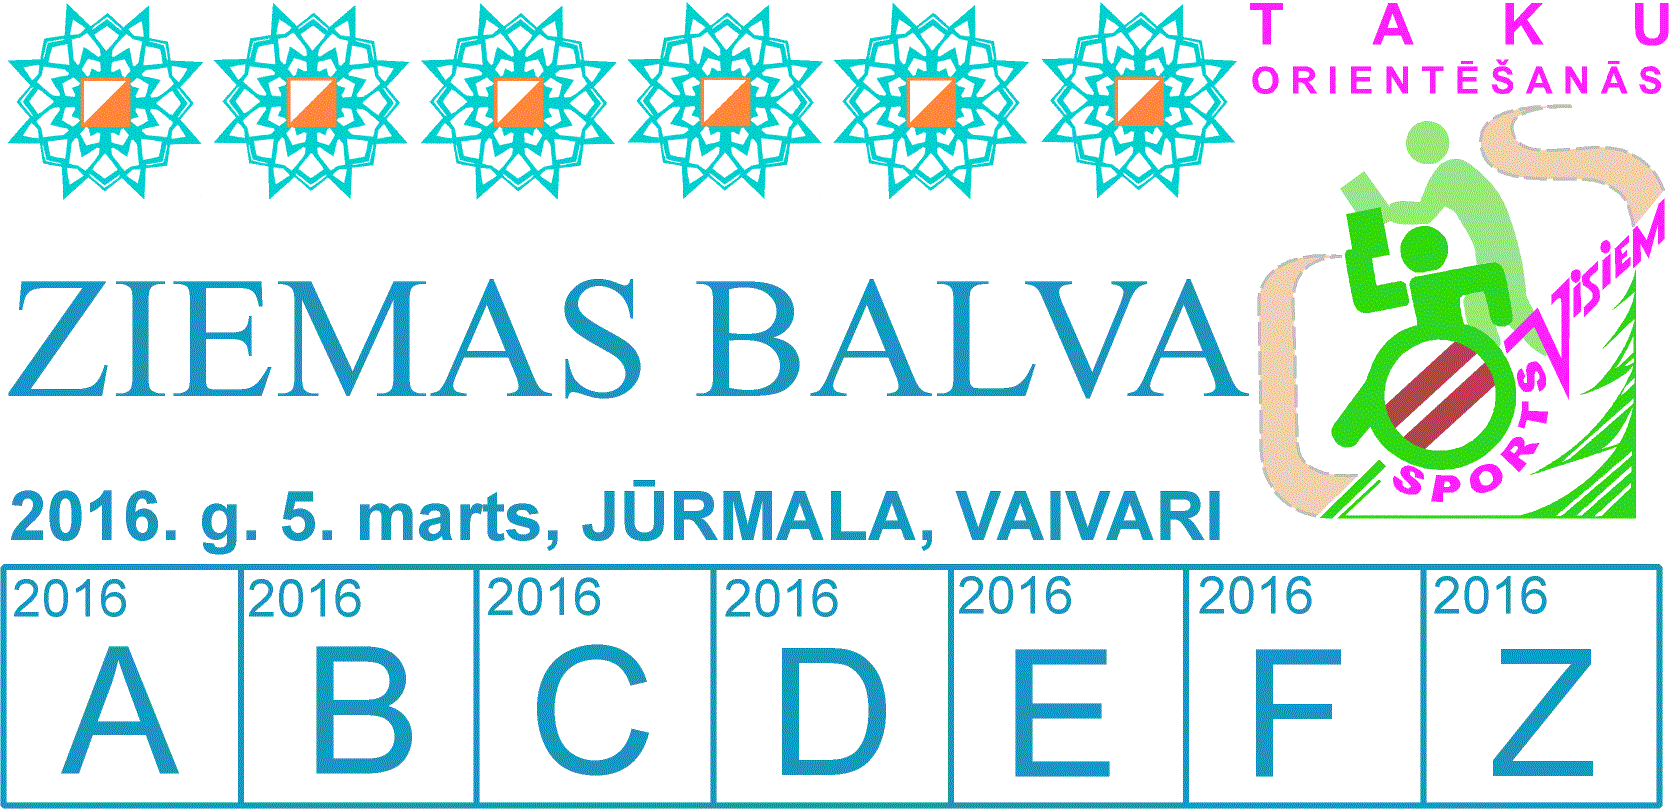 TAKU
ORIENTĒŠANĀS
ZIEMAS BALVA
SPORTS VISIEM
2016. g. 5. marts, JŪRMALA, VAIVARI
2016 2016 2016 2016 2016 2016 2016
A B C D E F Z